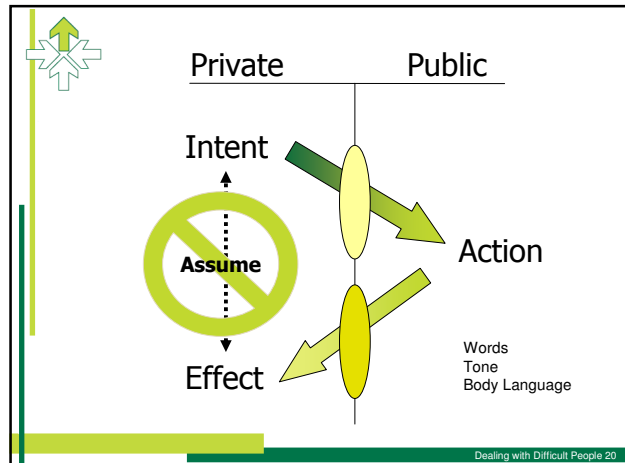 Private Public
Intent
Assume
Action
Effect
Words
Tone
Body Language
Dealing with Difficult People 20